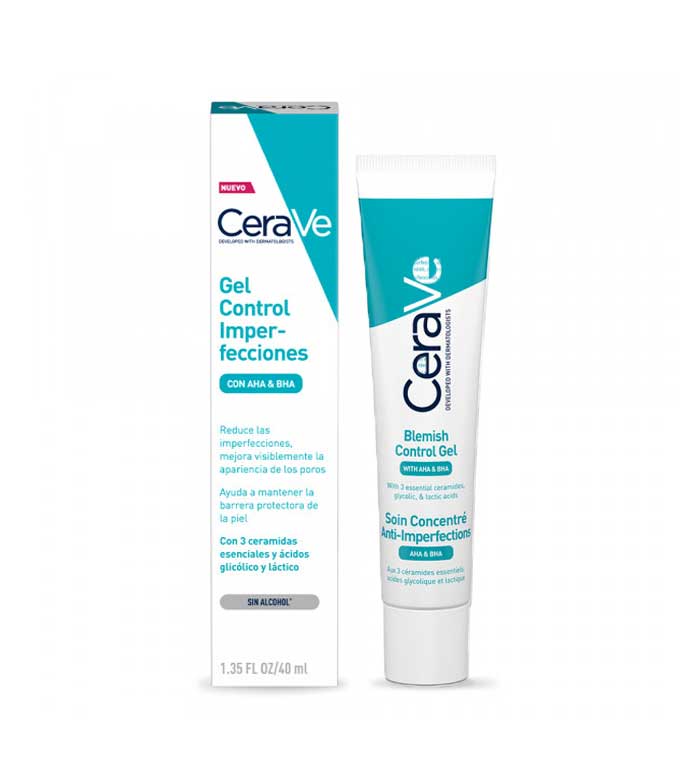 CeraVe
NUEVO
CeraVe
DEVELOPED WITH DERMATOLOGISTS
Gel
Control
Imper-
fecciones
CON AHA & BHA
Reduce las
imperfecciones,
mejora visiblemente la
apariencia de los poros
Ayuda a mantener la
barrera protectora de
la piel
Con 3 ceramidas
esenciales y ácidos
glicólico y láctico
SIN ALCOHOL*
1.35 FL OZ/40 ml
CeraVe
DEVELOPED WITH DERMATOLOGISTS
Blemish
Control Gel
WITH AHA & BHA
With 3 essential ceramides,
glycolic, & lactic acids
Soin Concentré
Anti-Imperfections
AHA & BHA
Aux 3 céramides essentiels,
acides glycolique et lactique